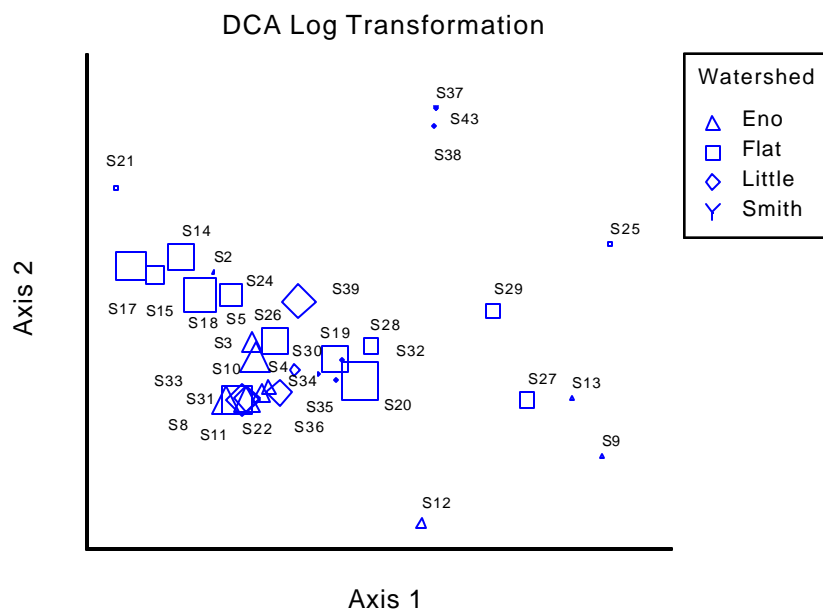 DCA Log Transformation
Watershed
Eno
Flat
Little
Smith
S37
S43
S38
S21
S25
S14
S2
S24
S39
S29
S17
S15
S18
S5
S26
S3
S19
S28
S30
S32
S10
S4
S33
S31
S34
S27
S13
S35
S20
S8
S11
S22
S36
S9
S12
Axis 2
Axis 1